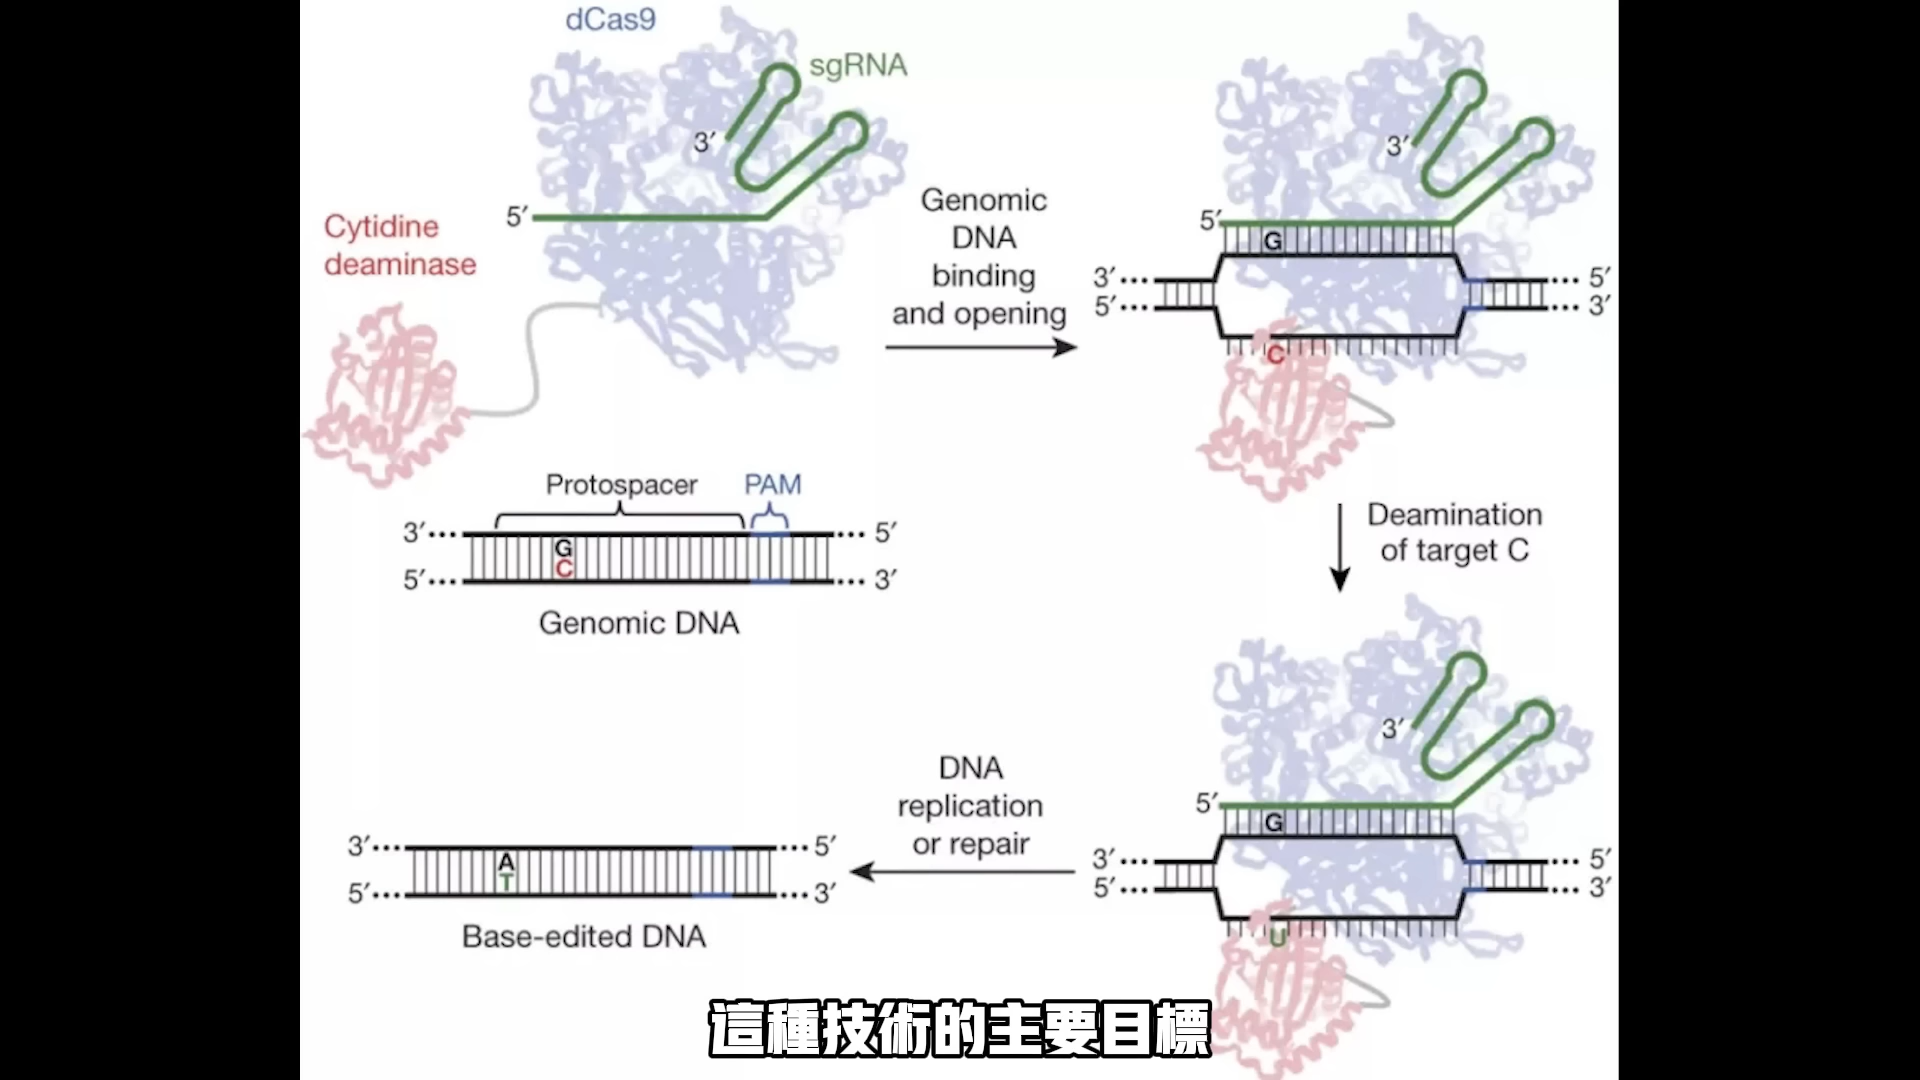 dCas9
sgRNA
3′
5′
Cytidine
deaminase
Genomic
DNA
binding
and opening
3′
5′
G
3′··· ···5′
5′··· ···3′
C
Protospacer PAM
3′··· ···5′
G
C
5′··· ···3′
Genomic DNA
Deamination
of target C
3′
5′
G
3′··· ···5′
5′··· ···3′
U
DNA
replication
or repair
3′··· ···5′
A
T
5′··· ···3′
Base-edited DNA
這種技術的主要目標